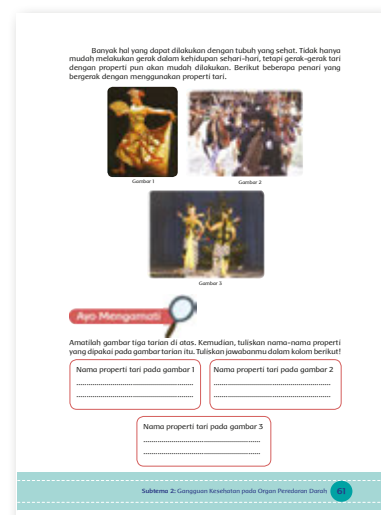 Banyak hal yang dapat dilakukan dengan tubuh yang sehat. Tidak hanya
mudah melakukan gerak dalam kehidupan sehari-hari, tetapi gerak-gerak tari
dengan properti pun akan mudah dilakukan. Berikut beberapa penari yang
bergerak dengan menggunakan properti tari.
Gambar 1
Gambar 2
Gambar 3
Ayo Mengamati
Amatilah gambar tiga tarian di atas. Kemudian, tuliskan nama-nama properti
yang dipakai pada gambar tarian itu. Tuliskan jawabanmu dalam kolom berikut!
Nama properti tari pada gambar 1
Nama properti tari pada gambar 2
Nama properti tari pada gambar 3
Subtema 2: Gangguan Kesehatan pada Organ Peredaran Darah 61